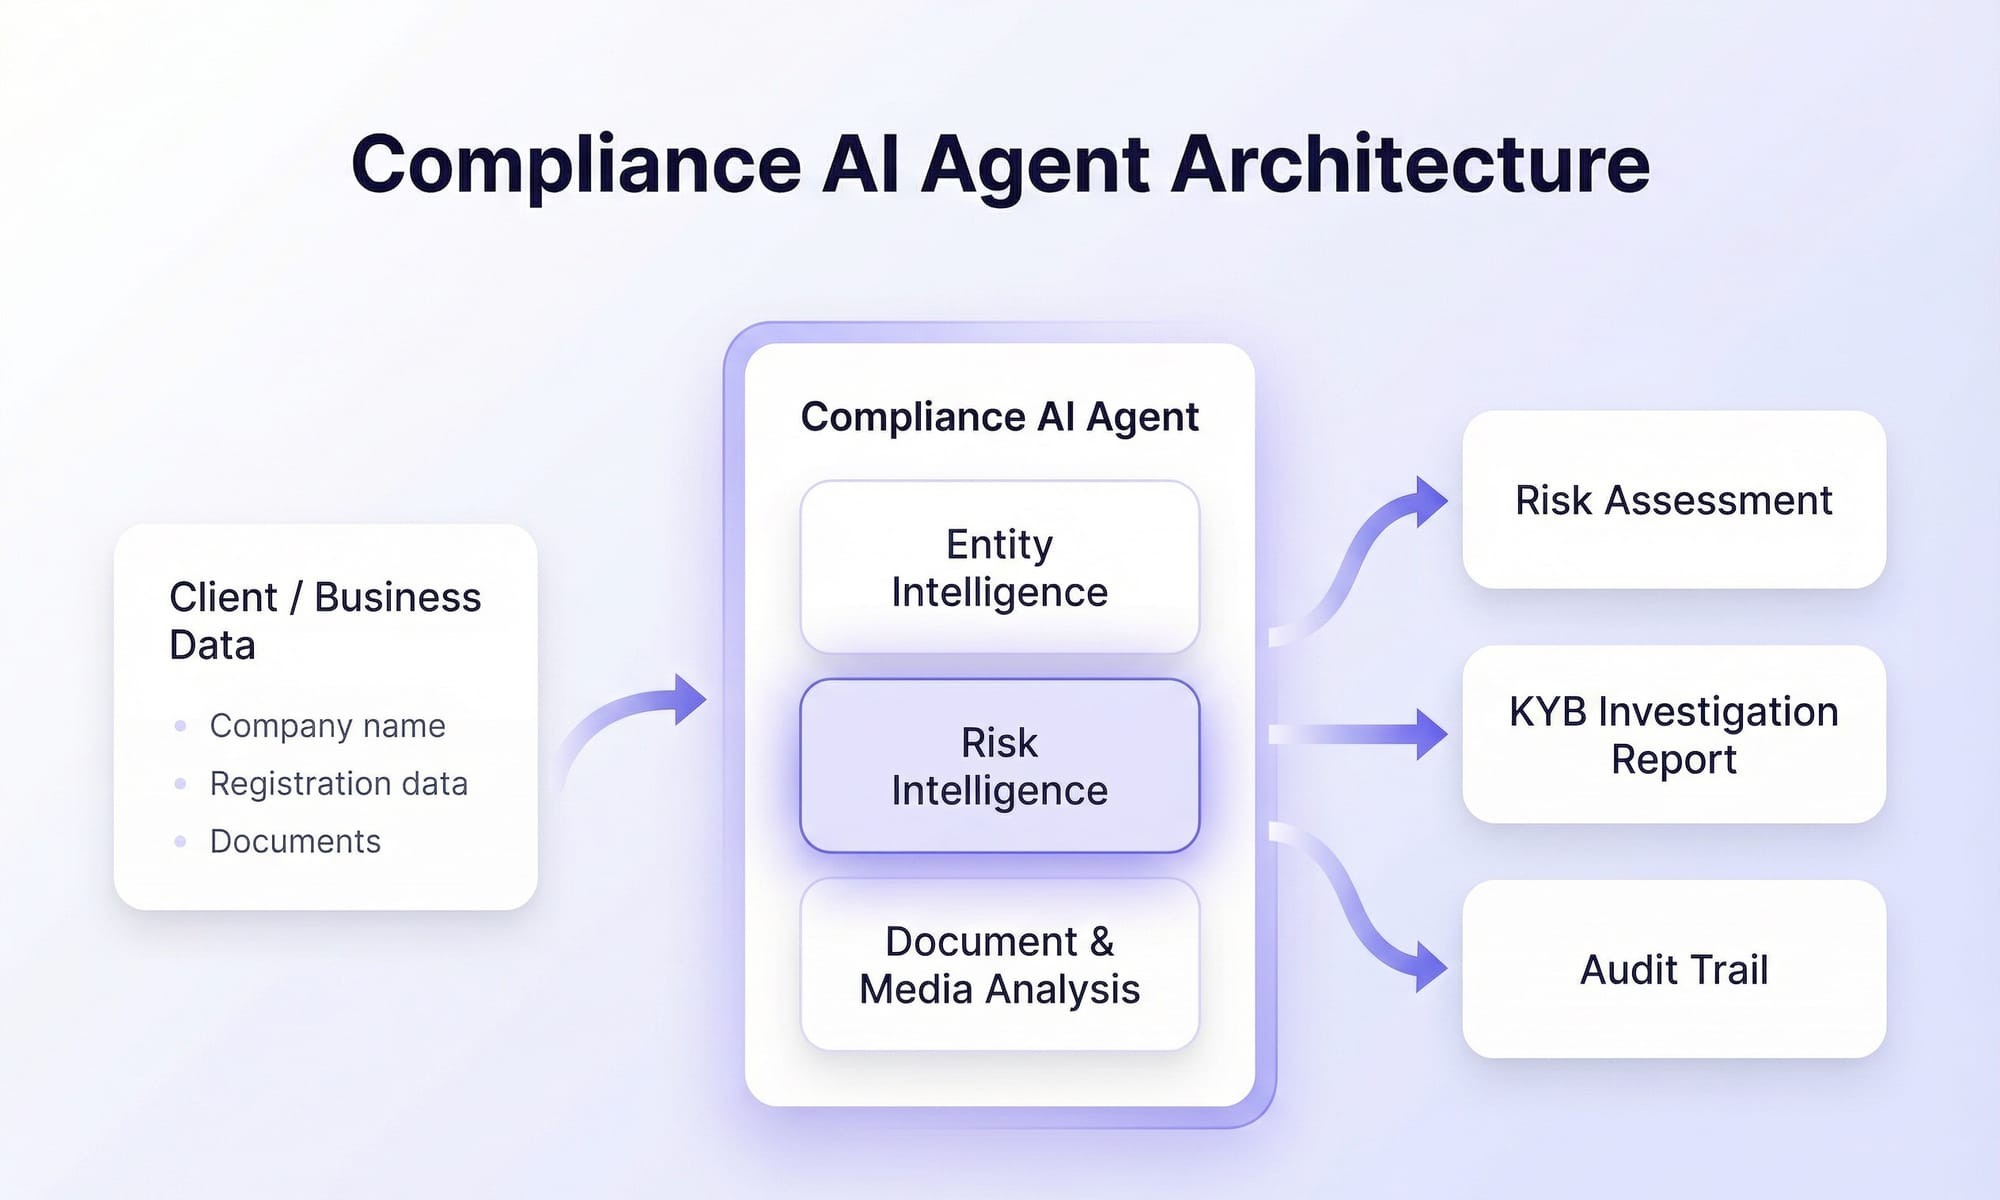 Compliance AI Agent Architecture
Client / Business
Data
Company name
Registration data
Documents
Compliance AI Agent
Entity
Intelligence
Risk
Intelligence
Document &
Media Analysis
Risk Assessment
KYB Investigation
Report
Audit Trail